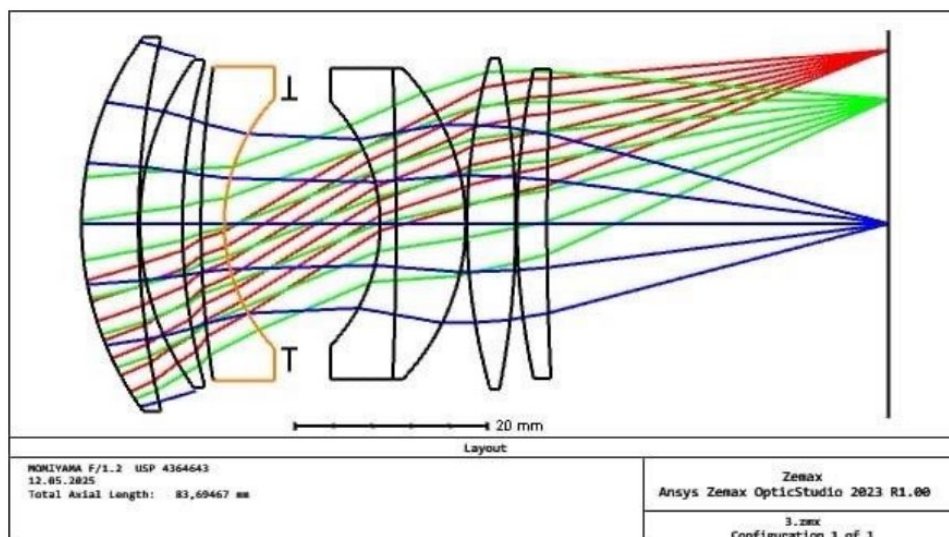 20 mm
Layout
MOMIYAMA F/1.2 USP 4364643
12.05.2025
Total Axial Length: 83,69467 mm
Zemax
Ansys Zemax OpticStudio 2023 R1.00
3.zmx
Configuration 1 of 1